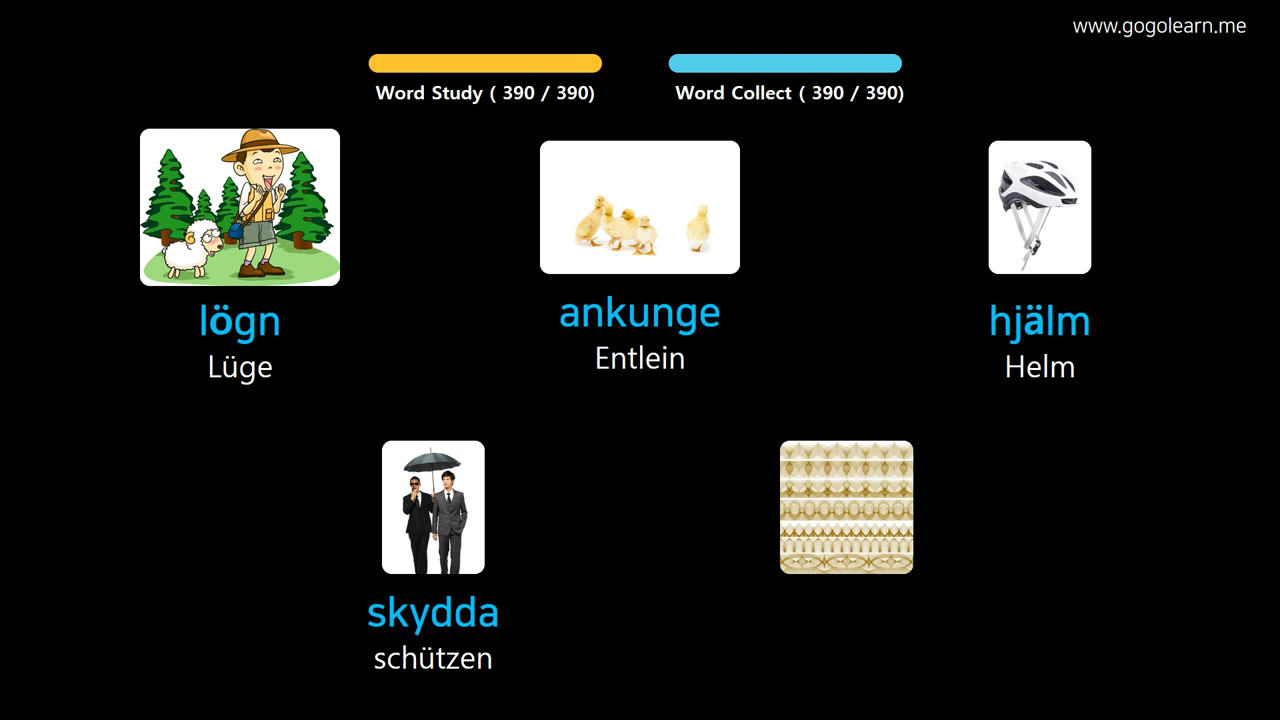 www.gogolearn.me
Word Study ( 390 / 390)
Word Collect ( 390 / 390)
lögn
Lüge
ankunge
Entlein
hjälm
Helm
skydda
schützen